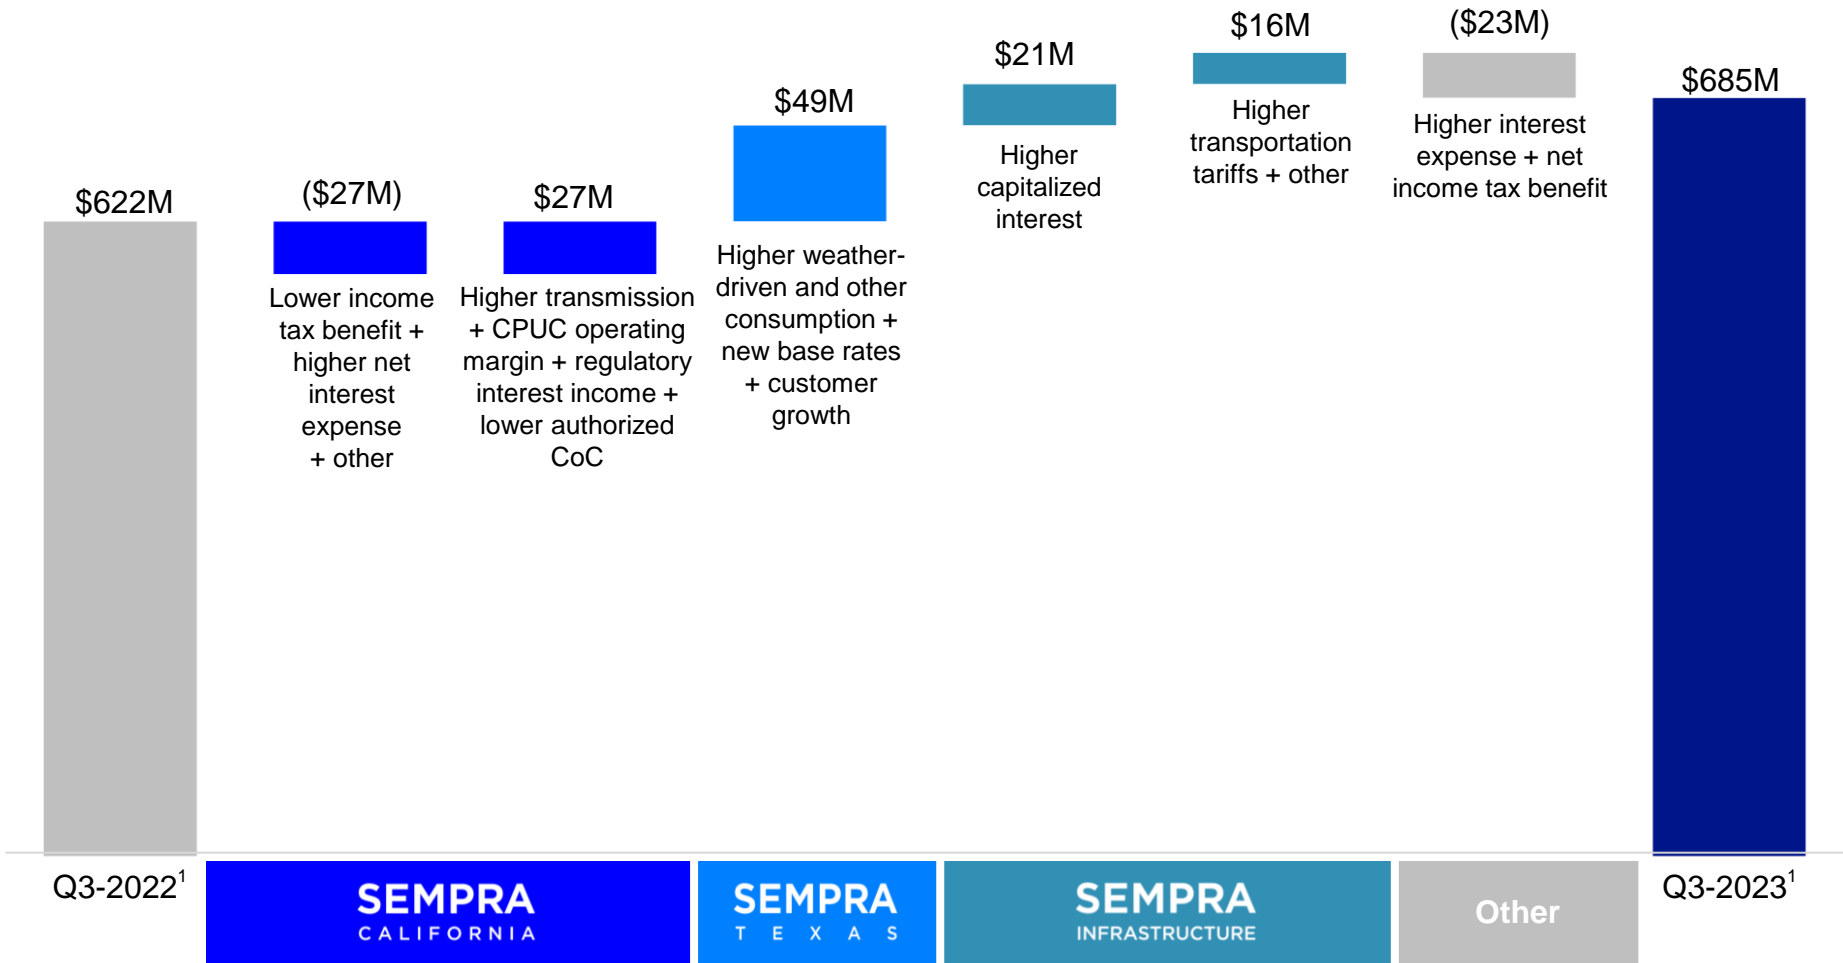 $622M
Q3-2022¹
($27M)
Lower income
tax benefit +
higher net
interest
expense
+ other
$27M
Higher transmission
+ CPUC operating
margin + regulatory
interest income +
lower authorized
CoC
$49M
Higher weather-
driven and other
consumption +
new base rates
+ customer
growth
$21M
Higher
capitalized
interest
$16M
Higher
transportation
tariffs + other
($23M)
Higher interest
expense + net
income tax benefit
$685M
Q3-2023¹
SEMPRA
CALIFORNIA
SEMPRA
TEXAS
SEMPRA
INFRASTRUCTURE
Other